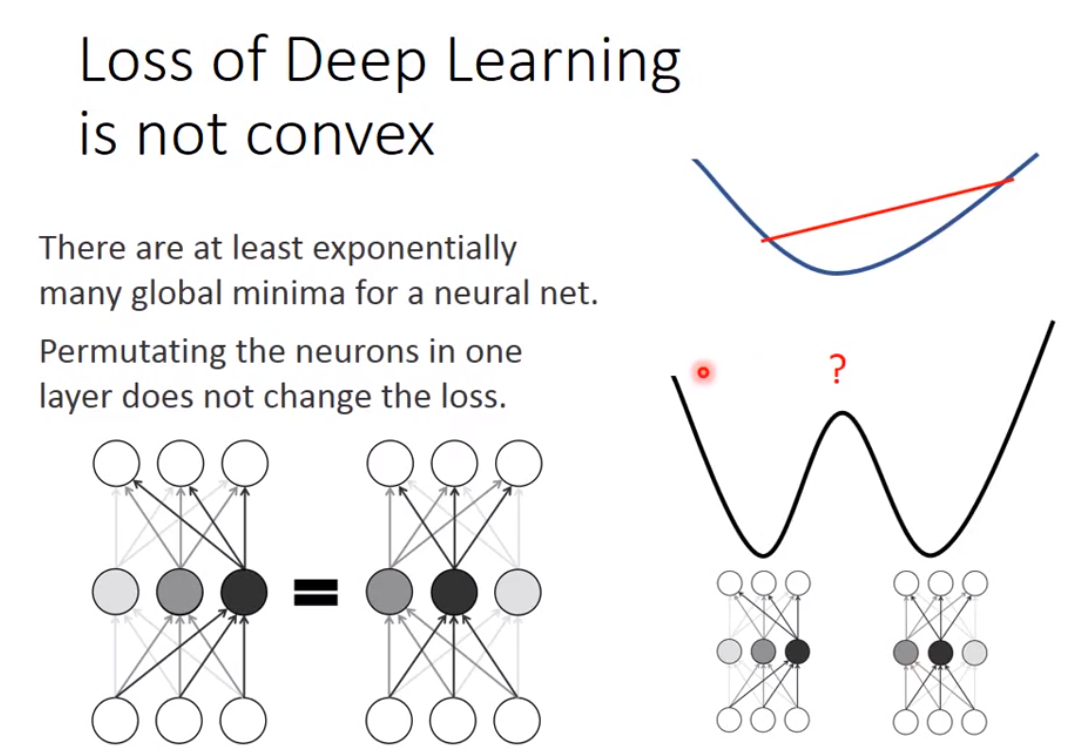 Loss of Deep Learning
is not convex
There are at least exponentially
many global minima for a neural net.
Permutating the neurons in one
layer does not change the loss.
?
=